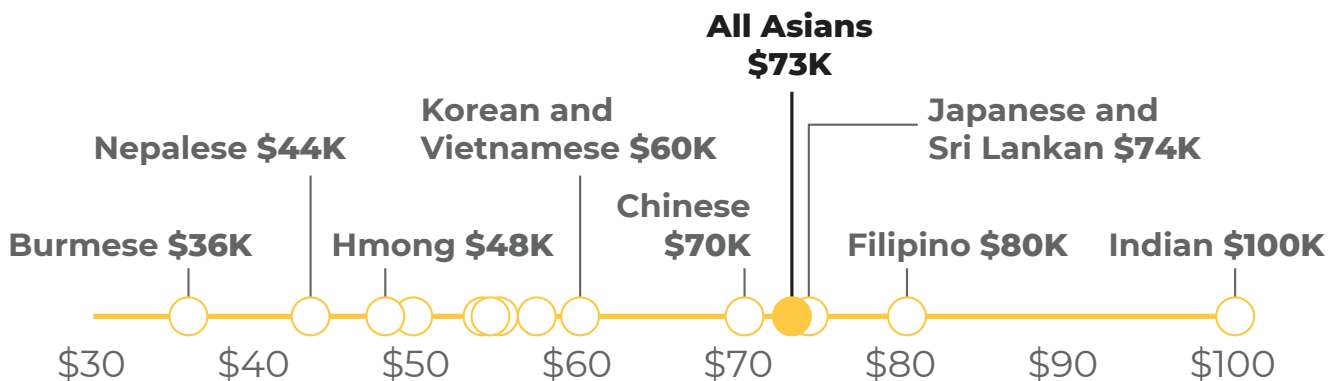 All Asians
$73K
Korean and
Vietnamese $60K
Japanese and
Sri Lankan $74K
Nepalese $44K
Chinese
$70K
Burmese $36K
Hmong $48K
Filipino $80K
Indian $100K
$30 $40 $50 $60 $70 $80 $90 $100